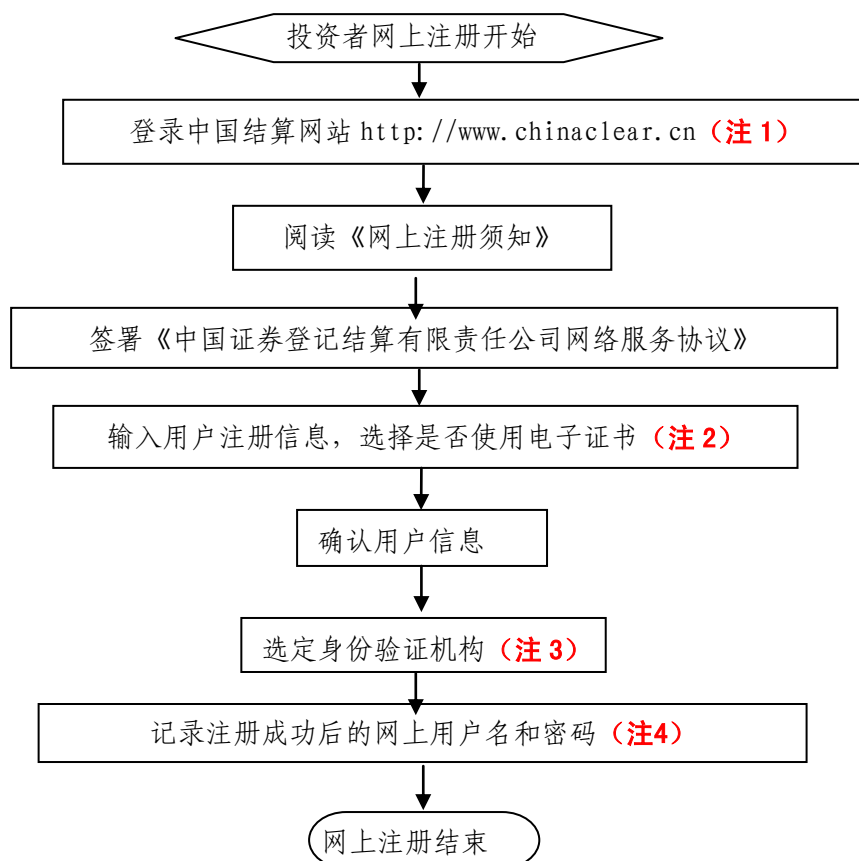 投资者网上注册开始
登录中国结算网站 http://www.chinaclear.cn（注 1）
阅读《网上注册须知》
签署《中国证券登记结算有限责任公司网络服务协议》
输入用户注册信息，选择是否使用电子证书（注 2）
确认用户信息
选定身份验证机构（注 3）
记录注册成功后的网上用户名和密码（注4）
网上注册结束